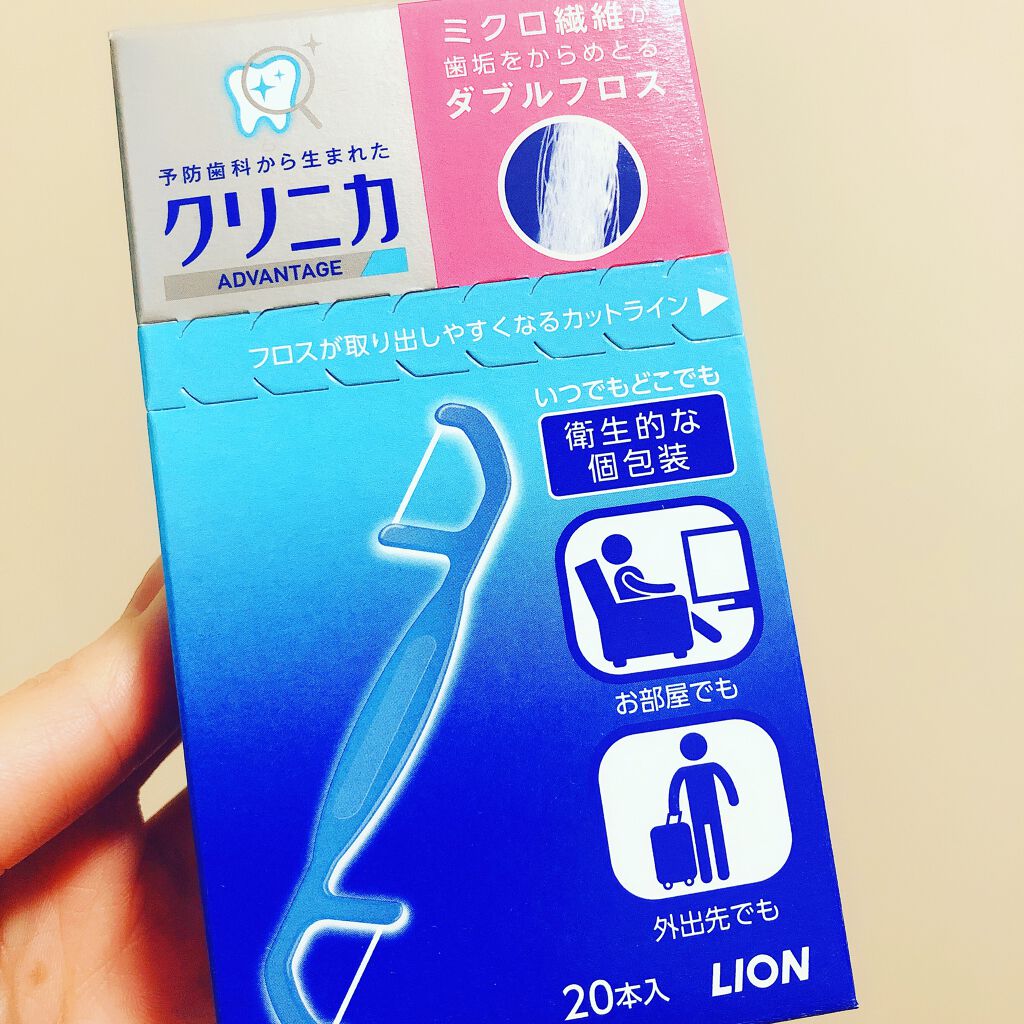 予防歯科から生まれた
クリニカ
ADVANTAGE
ミクロ繊維が
歯垢をからめとる
ダブルフロス
フロスが取り出しやすくなるカットライン ▶
いつでもどこでも
衛生的な
個包装
お部屋でも
外出先でも
20本入
LION